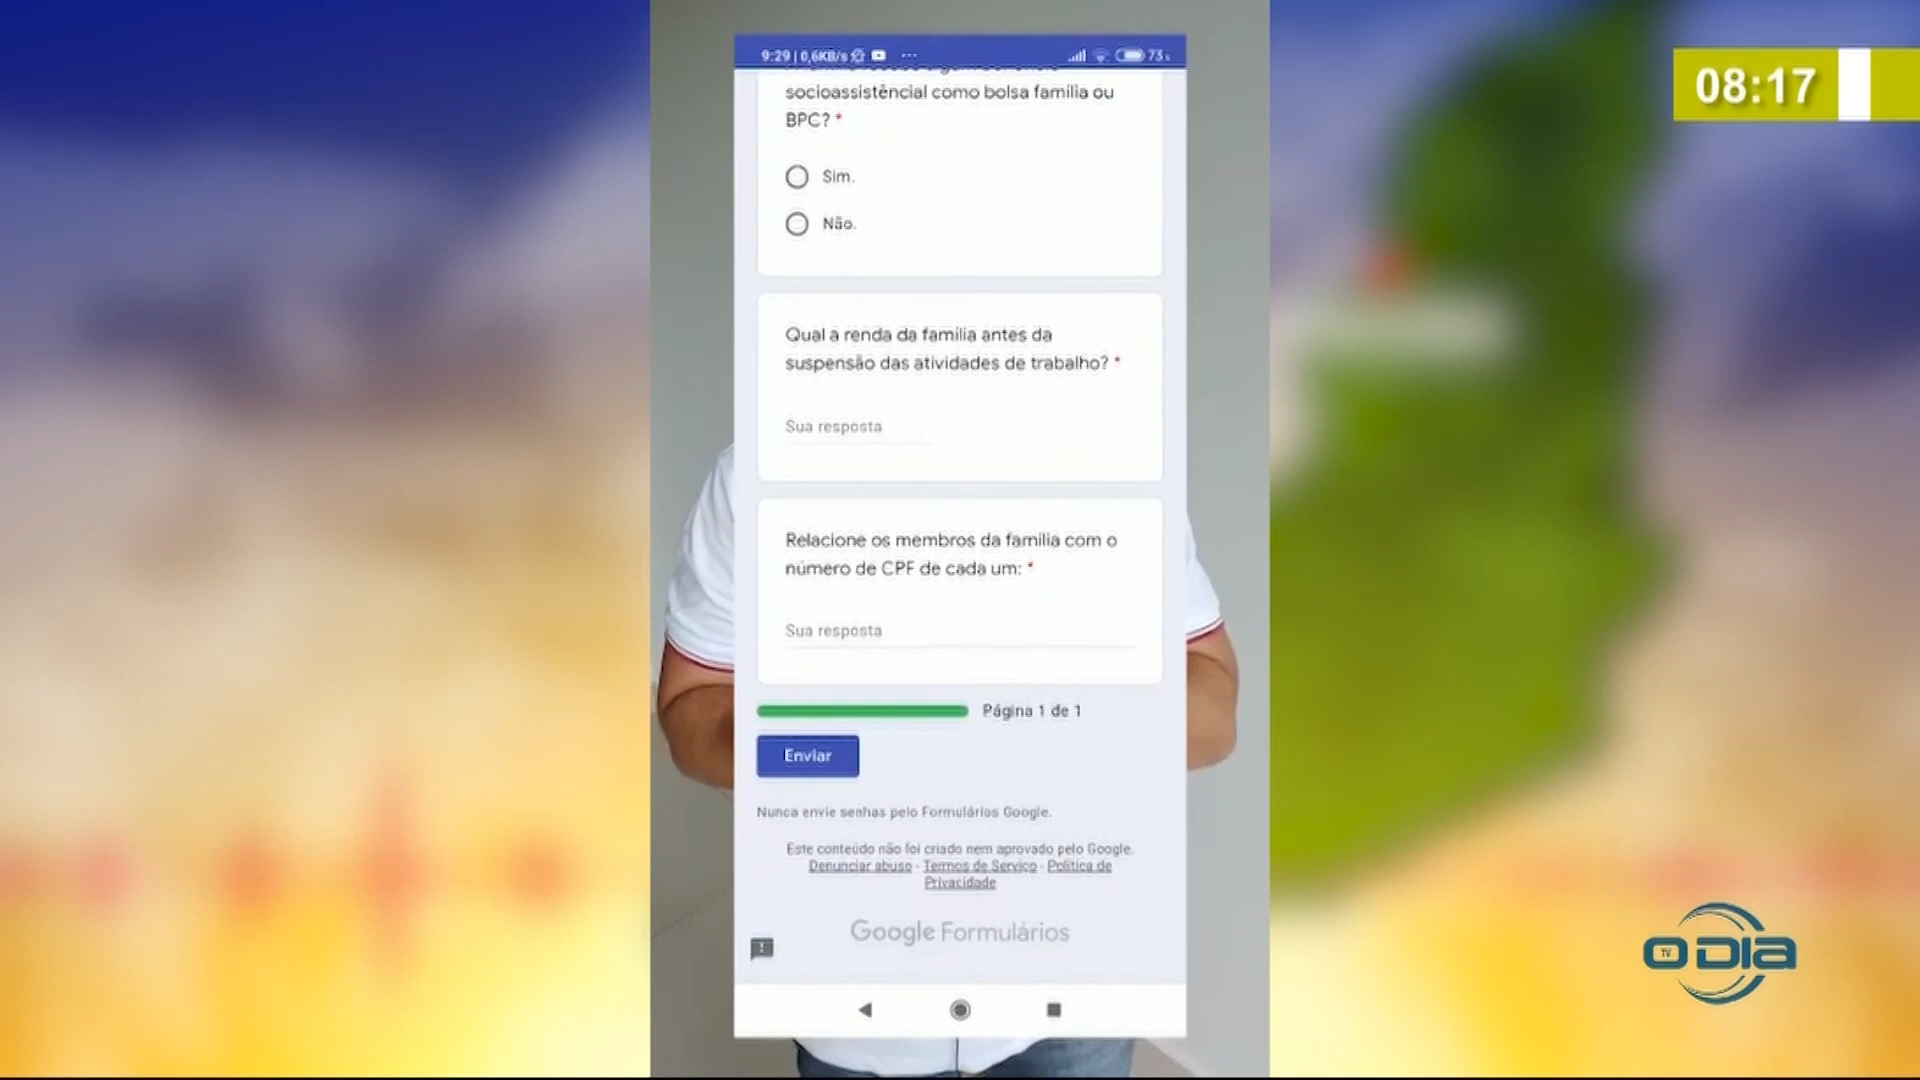 9:29 | 0,6KB/s
73
08:17
socioassistêncial como bolsa família ou
BPC? *
Sim.
Não.
Qual a renda da família antes da
suspensão das atividades de trabalho? *
Sua resposta
Relacione os membros da família com o
número de CPF de cada um: *
Sua resposta
Página 1 de 1
Enviar
Nunca envie senhas pelo Formulários Google.
Este conteúdo não foi criado nem aprovado pelo Google.
Denunciar abuso - Termos de Serviço - Política de
Privacidade
Google Formulários
O DIA
TV